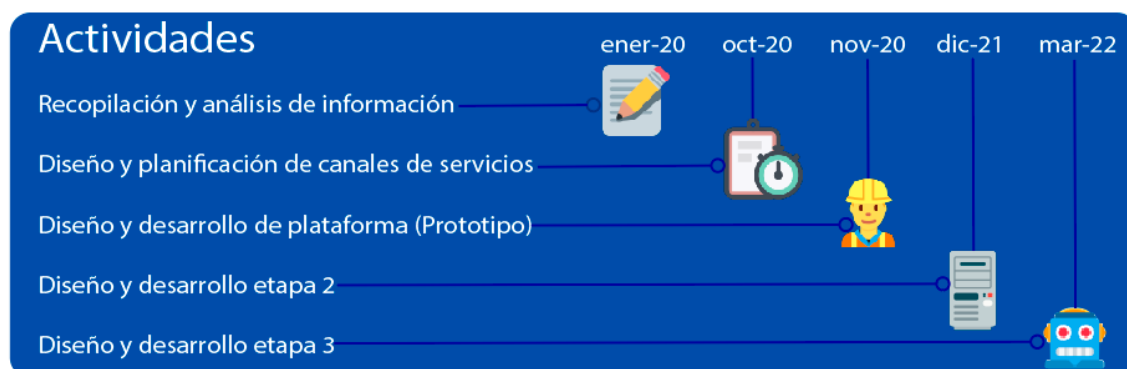 Actividades
ener-20 oct-20 nov-20 dic-21 mar-22
Recopilación y análisis de información
Diseño y planificación de canales de servicios
Diseño y desarrollo de plataforma (Prototipo)
Diseño y desarrollo etapa 2
Diseño y desarrollo etapa 3